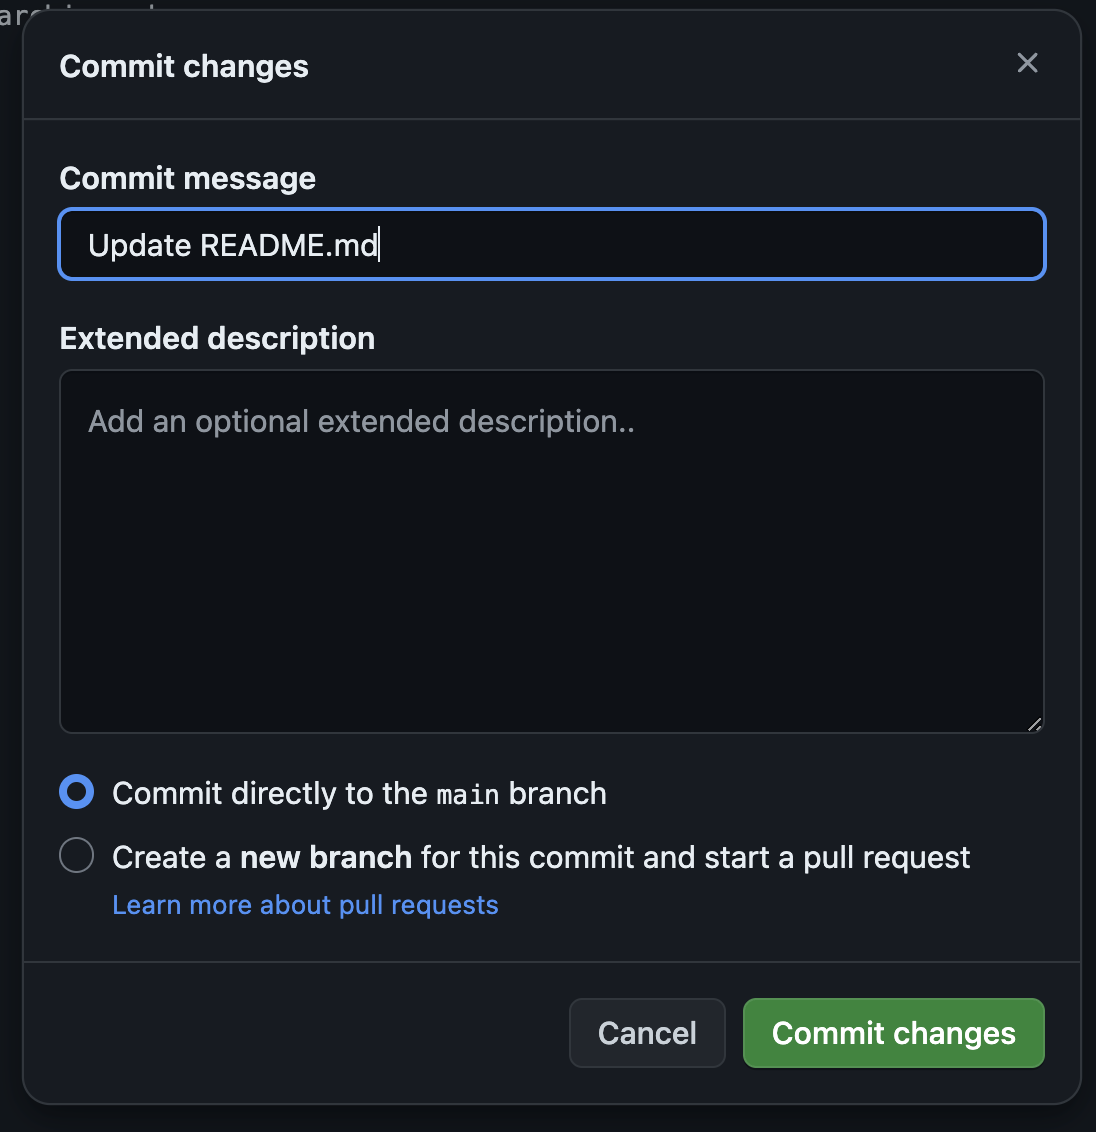 Commit changes
Commit message
Update README.md
Extended description
Add an optional extended description..
Commit directly to the main branch
Create a new branch for this commit and start a pull request
Learn more about pull requests
Cancel
Commit changes